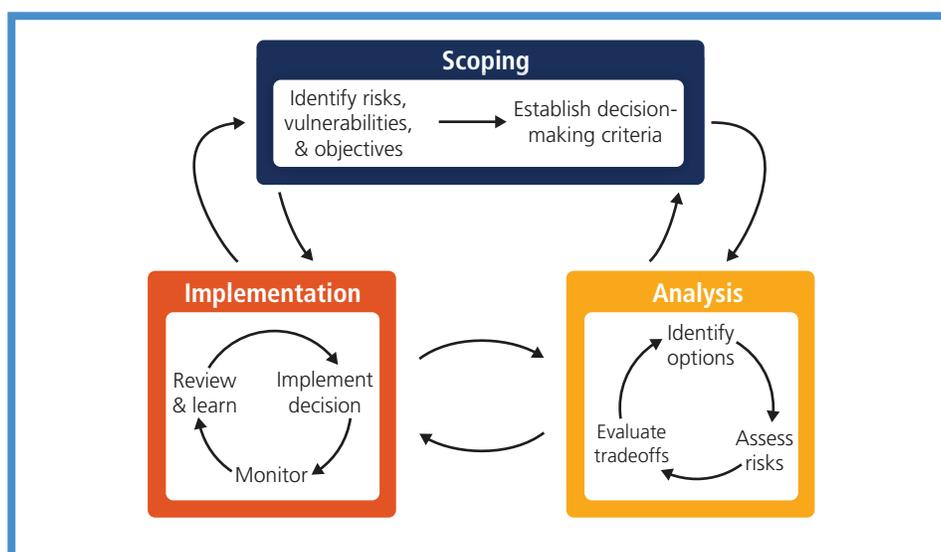 Scoping
Identify risks,
vulnerabilities,
& objectives
Establish decision-
making criteria
Implementation
Review
& learn
Implement
decision
Monitor
Analysis
Identify
options
Evaluate
tradeoffs
Assess
risks